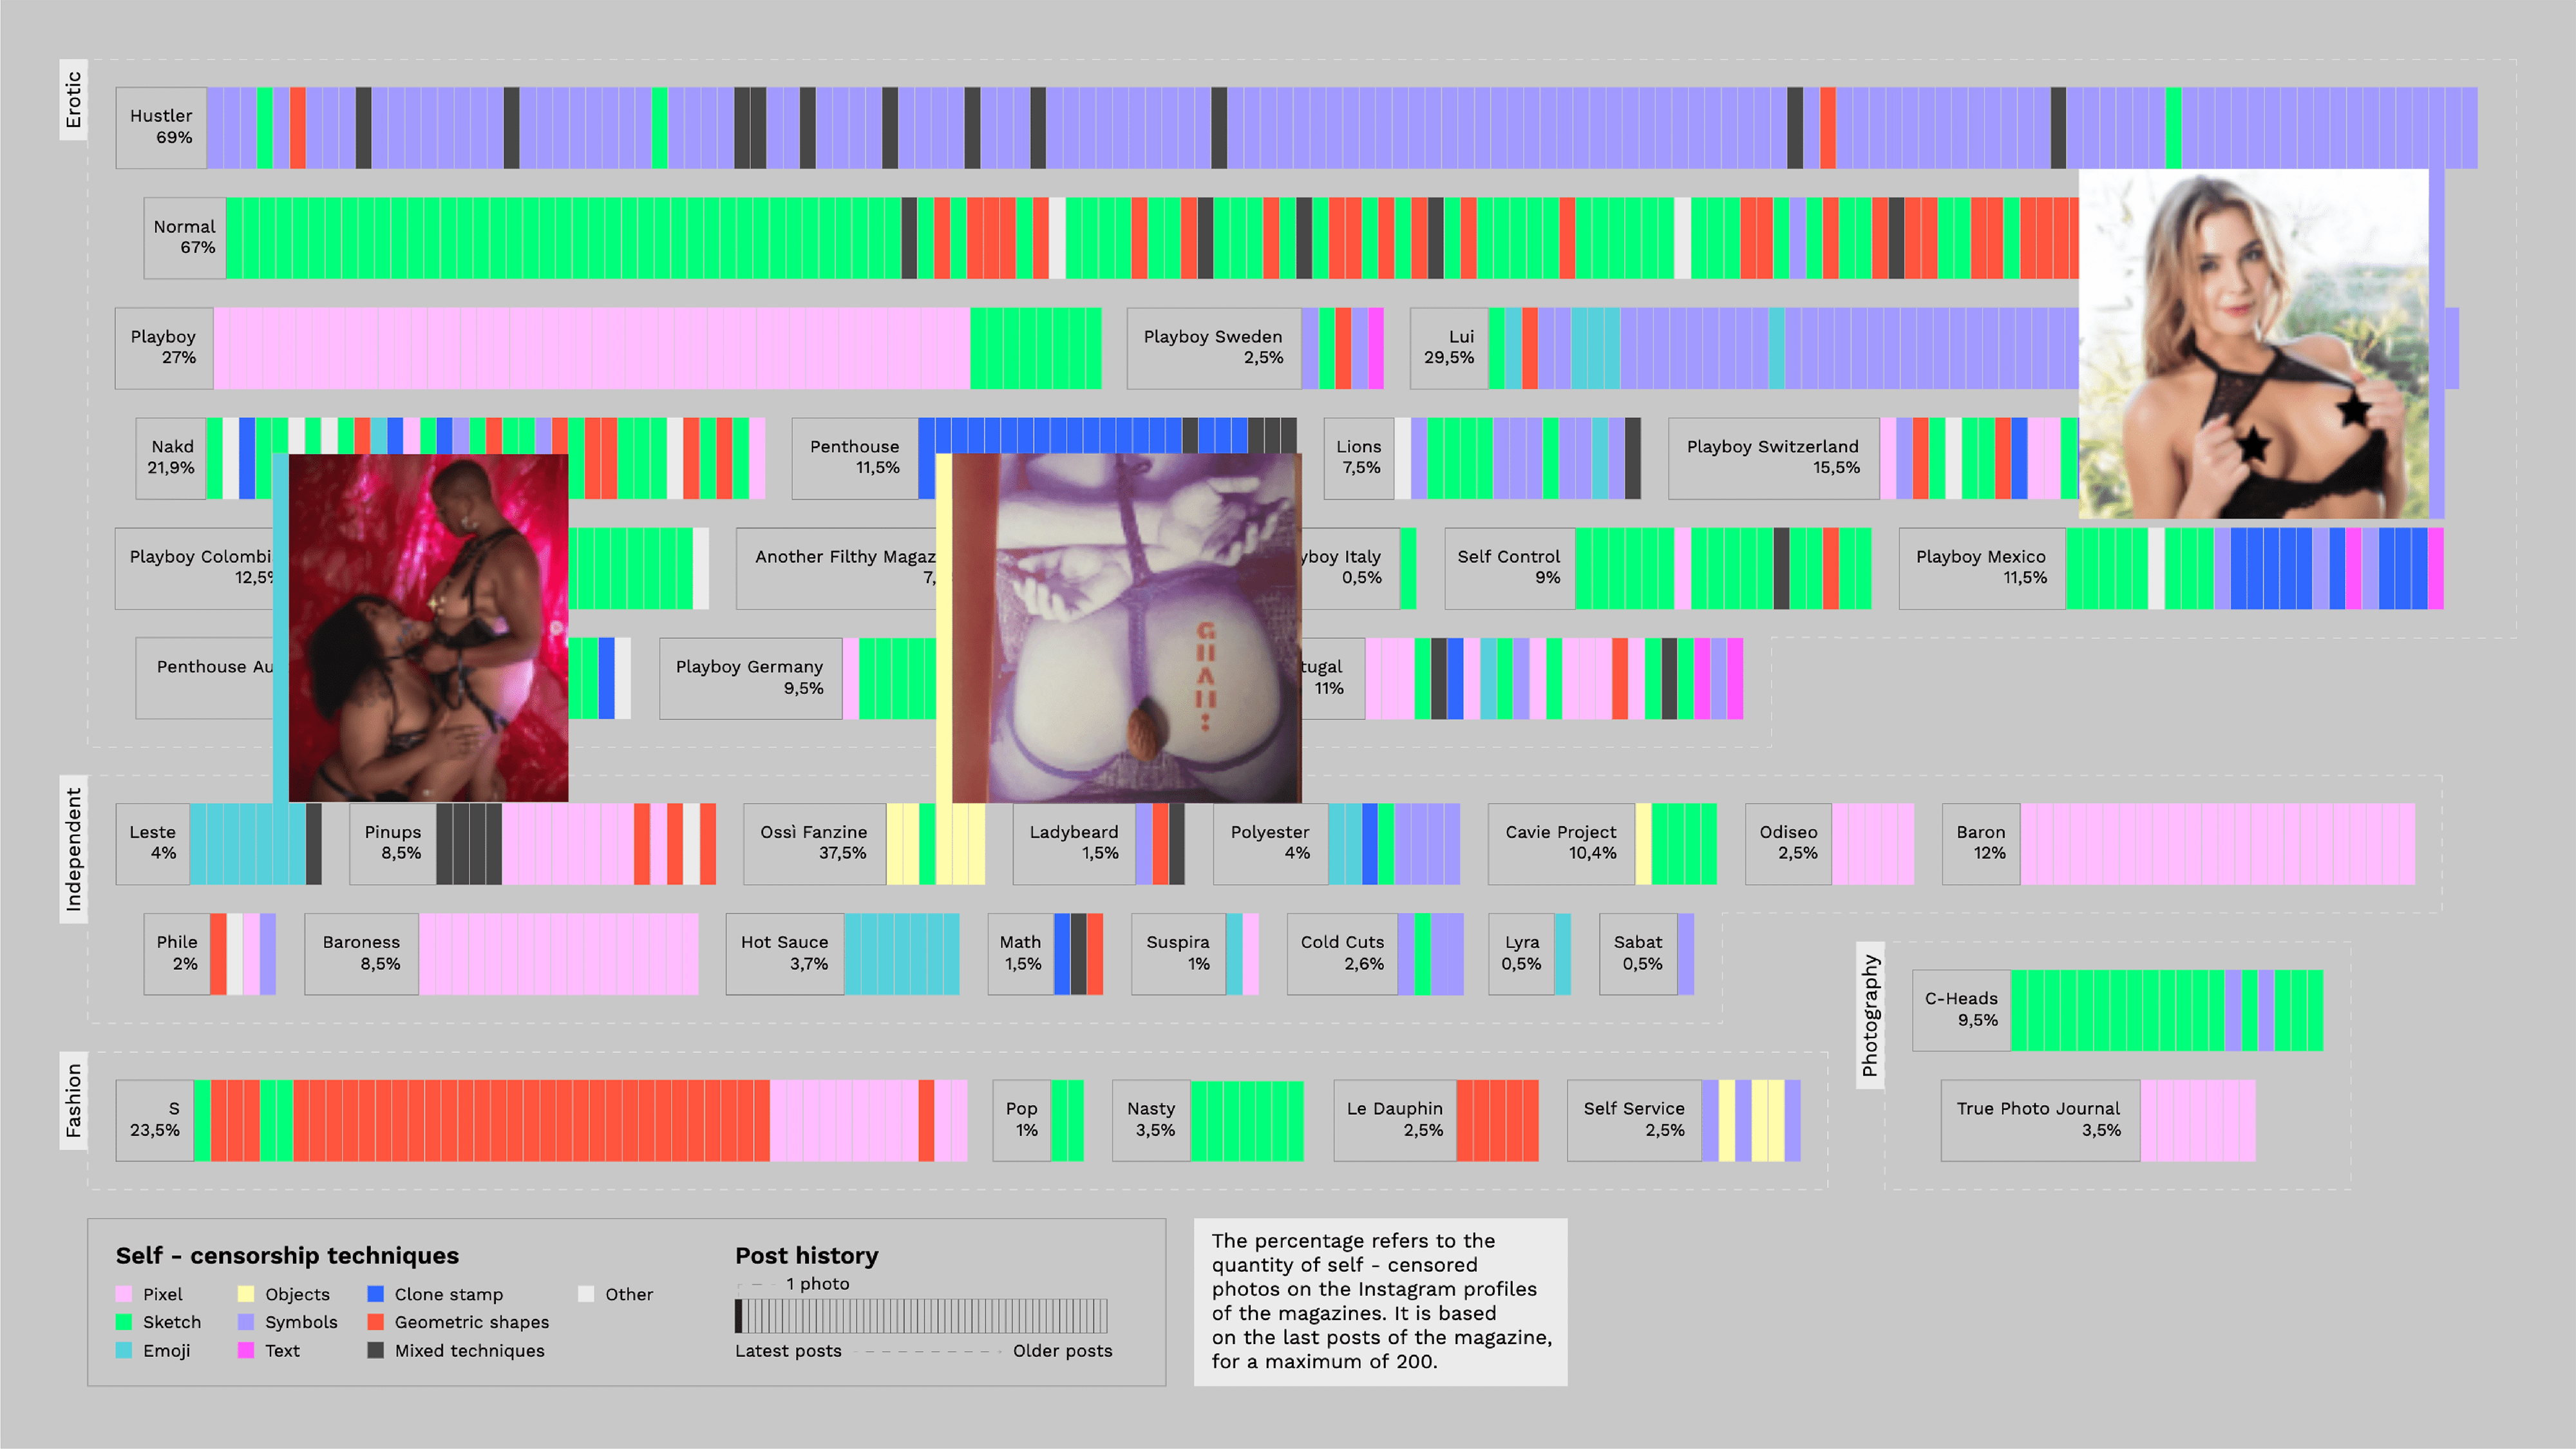 Erotic
Hustler
69%
Normal
67%
Playboy
27%
Playboy Sweden
2,5%
Lui
29,5%
Nakd
21,9%
Penthouse
11,5%
Lions
7,5%
Playboy Switzerland
15,5%
Playboy Colombi
12,5%
Another Filthy Magaz
7,
yboy Italy
0,5%
Self Control
9%
Playboy Mexico
11,5%
Penthouse Au
Playboy Germany
9,5%
tugal
11%
Independent
Leste
4%
Pinups
8,5%
Ossì Fanzine
37,5%
Ladybeard
1,5%
Polyester
4%
Cavie Project
10,4%
Odiseo
2,5%
Baron
12%
Phile
2%
Baroness
8,5%
Hot Sauce
3,7%
Math
1,5%
Suspira
1%
Cold Cuts
2,6%
Lyra
0,5%
Sabat
0,5%
Photography
C-Heads
9,5%
True Photo Journal
3,5%
Fashion
S
23,5%
Pop
1%
Nasty
3,5%
Le Dauphin
2,5%
Self Service
2,5%
Self - censorship techniques
Pixel
Objects
Clone stamp
Other
Sketch
Symbols
Geometric shapes
Emoji
Text
Mixed techniques
Post history
1 photo
Latest posts
Older posts
The percentage refers to the
quantity of self - censored
photos on the Instagram profiles
of the magazines. It is based
on the last posts of the magazine,
for a maximum of 200.